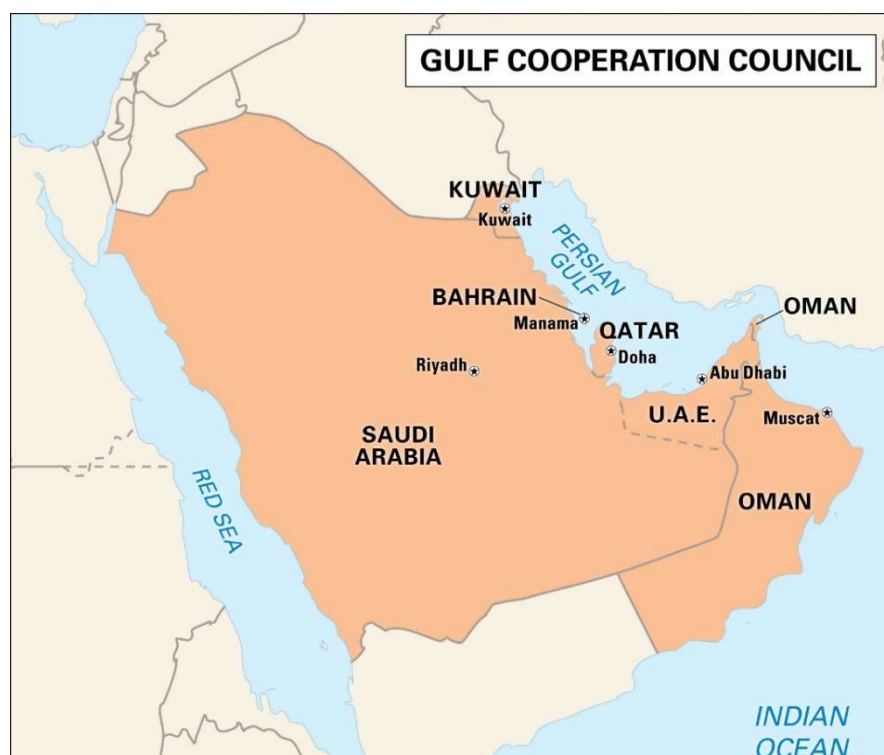 GULF COOPERATION COUNCIL
KUWAIT
Kuwait
PERSIAN
GULF
BAHRAIN
Manama
QATAR
Doha
OMAN
Riyadh
Abu Dhabi
U.A.E.
Muscat
SAUDI
ARABIA
RED SEA
OMAN
INDIAN
OCEAN